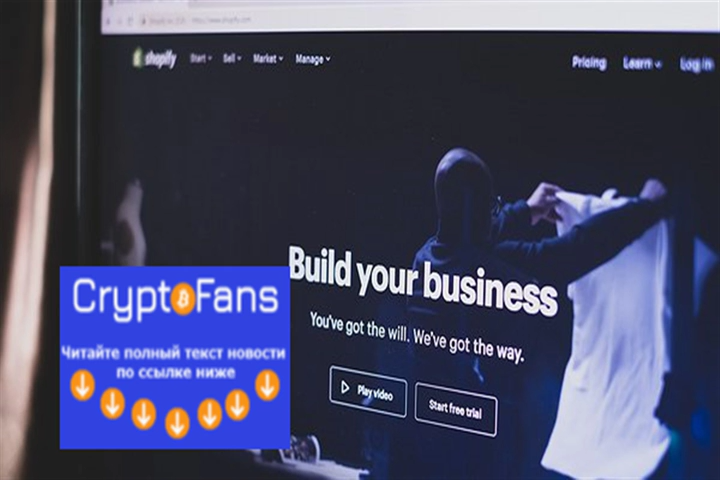 shopify
Start Sell Market Manage
Pricing Learn Log in
Build your business
You've got the will. We've got the way.
Play video
Start free trial
CryptoFans
Читайте полный текст новости
по ссылке ниже